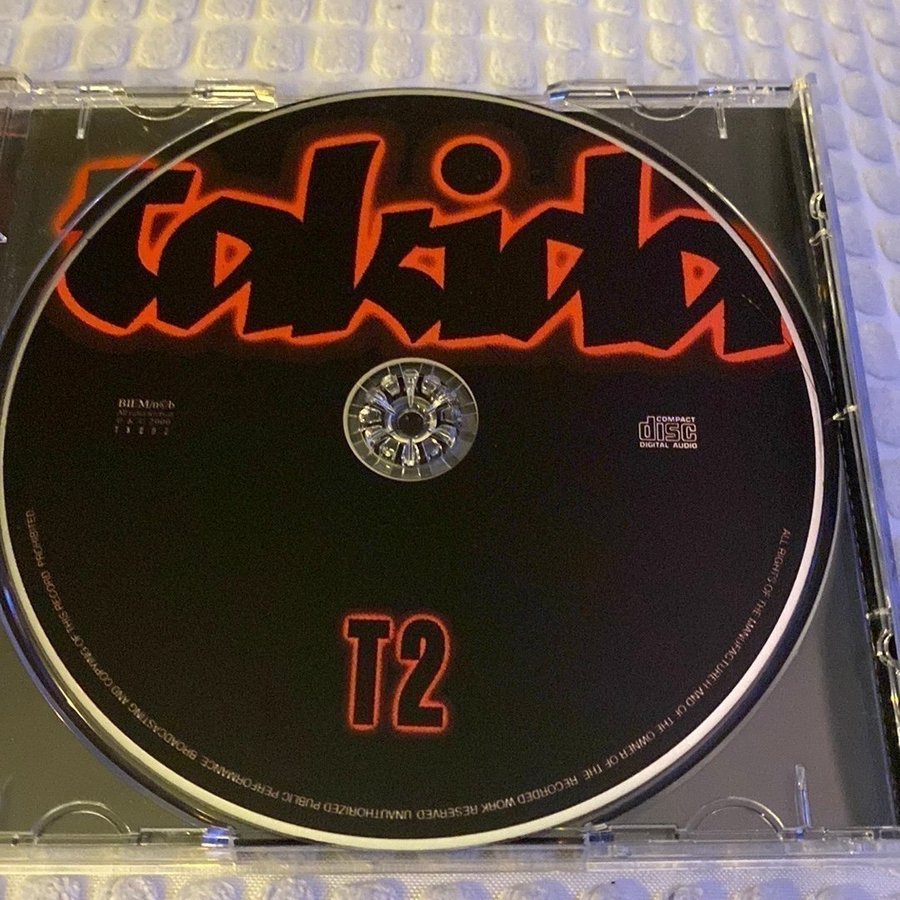 Takida
BIEM/n©b
COMPACT
disc
DIGITAL AUDIO
T2
ALL RIGHTS OF THE MANUFACTURER AND OF THE OWNER OF THE RECORDED WORK RESERVED. UNAUTHORIZED PUBLIC PERFORMANCE, BROADCASTING AND COPYING OF THIS RECORD PROHIBITED.